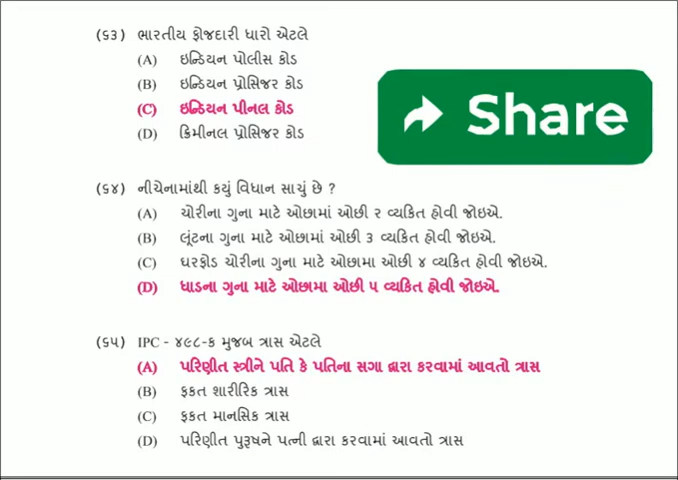 (૬૩) ભારતીય ફોજદારી ધારો એટલે
(A) ઇન્ડિયન પોલીસ કોડ
(B) ઇન્ડિયન પ્રોસિજર કોડ
(C) ઇન્ડિયન પીનલ કોડ
(D) ક્રિમીનલ પ્રોસિજર કોડ
Share
(૬૪) નીચેનામાંથી કયું વિધાન સાચું છે ?
(A) ચોરીના ગુના માટે ઓછામાં ઓછી ૨ વ્યકિત હોવી જોઇએ.
(B) લૂંટના ગુના માટે ઓછામાં ઓછી ૩ વ્યકિત હોવી જોઇએ.
(C) ઘરફોડ ચોરીના ગુના માટે ઓછામા ઓછી ૪ વ્યકિત હોવી જોઇએ.
(D) ધાડના ગુના માટે ઓછામા ઓછી ૫ વ્યકિત હોવી જોઇએ.
(૬૫) IPC - ૪૯૮-ક મુજબ ત્રાસ એટલે
(A) પરિણીત સ્ત્રીને પતિ કે પતિના સગા દ્વારા કરવામાં આવતો ત્રાસ
(B) ફકત શારીરિક ત્રાસ
(C) ફકત માનસિક ત્રાસ
(D) પરિણીત પુરૂષને પત્ની દ્વારા કરવામાં આવતો ત્રાસ